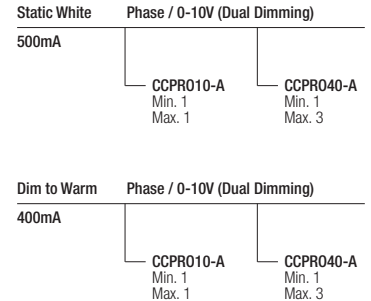 Static White Phase / 0-10V (Dual Dimming)
500mA
CCPRO10-A CCPRO40-A
Min. 1 Min. 1
Max. 1 Max. 3
Dim to Warm Phase / 0-10V (Dual Dimming)
400mA
CCPRO10-A CCPRO40-A
Min. 1 Min. 1
Max. 1 Max. 3